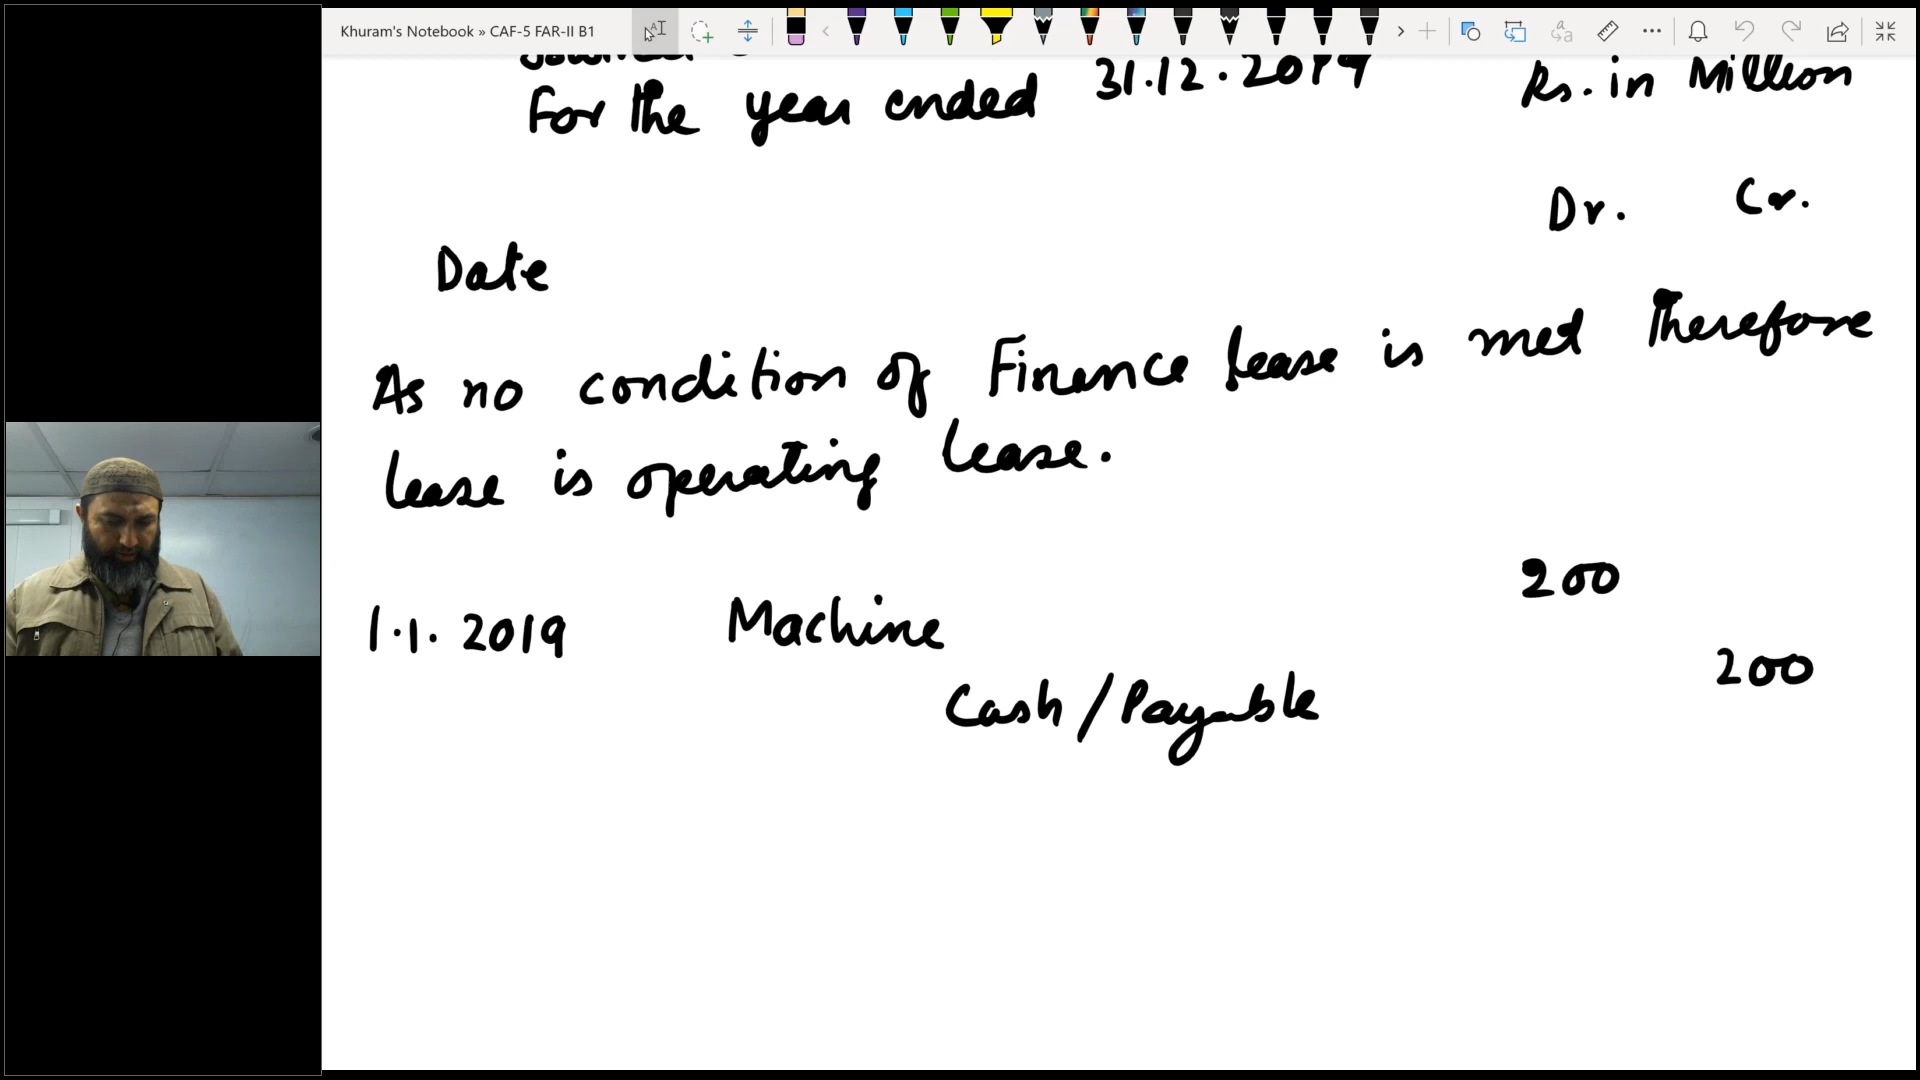 Khuram's Notebook » CAF-5 FAR-II B1
For the year ended 31.12.2019 Rs. in Million
Dr. Cr.
Date
As no condition of Finance lease is met therefore
lease is operating lease.
1.1.2019 Machine 200
Cash/Payable 200